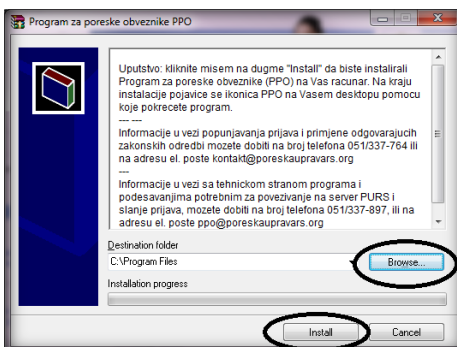 Program za poreske obveznike PPO
Uputstvo: kliknite misem na dugme "Install" da biste instalirali
Program za poreske obveznike (PPO) na Vas racunar. Na kraju
instalacije pojavice se ikonica PPO na Vasem desktopu pomocu
koje pokrecete program.
--- ---
Informacije u vezi popunjavanja prijava i primjene odgovarajucih
zakonskih odredbi mozete dobiti na broj telefona 051/337-764 ili
na adresu el. poste kontakt@poreskaupravars.org
---
Informacije u vezi sa tehnickom stranom programa i
podesavanjima potrebnim za povezivanje na server PURS i
slanje prijava, mozete dobiti na broj telefona 051/337-897, ili na
adresu el. poste ppo@poreskaupravars.org
Destination folder
C:\Program Files
Browse...
Installation progress
Install
Cancel